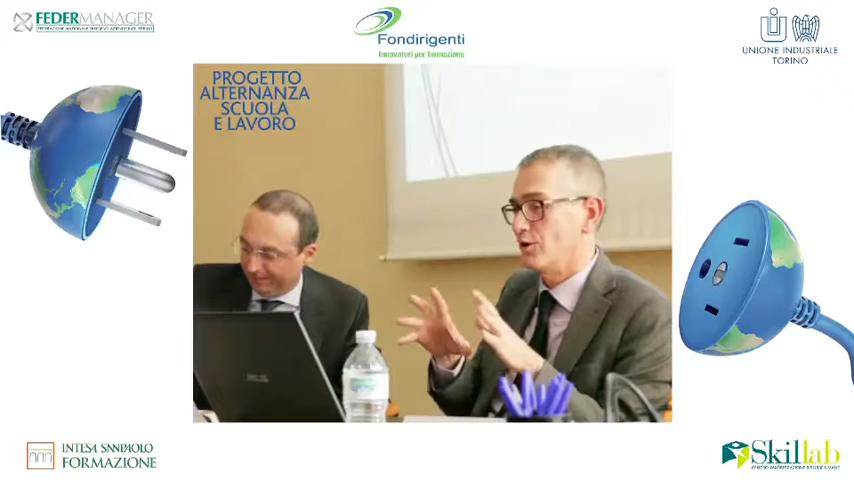 FEDERMANAGER
Fondirigenti
Innovatori per formazione
UNIONE INDUSTRIALE
TORINO
PROGETTO
ALTERNANZA
SCUOLA
E LAVORO
INTESA SANPAOLO
FORMAZIONE
Skillab